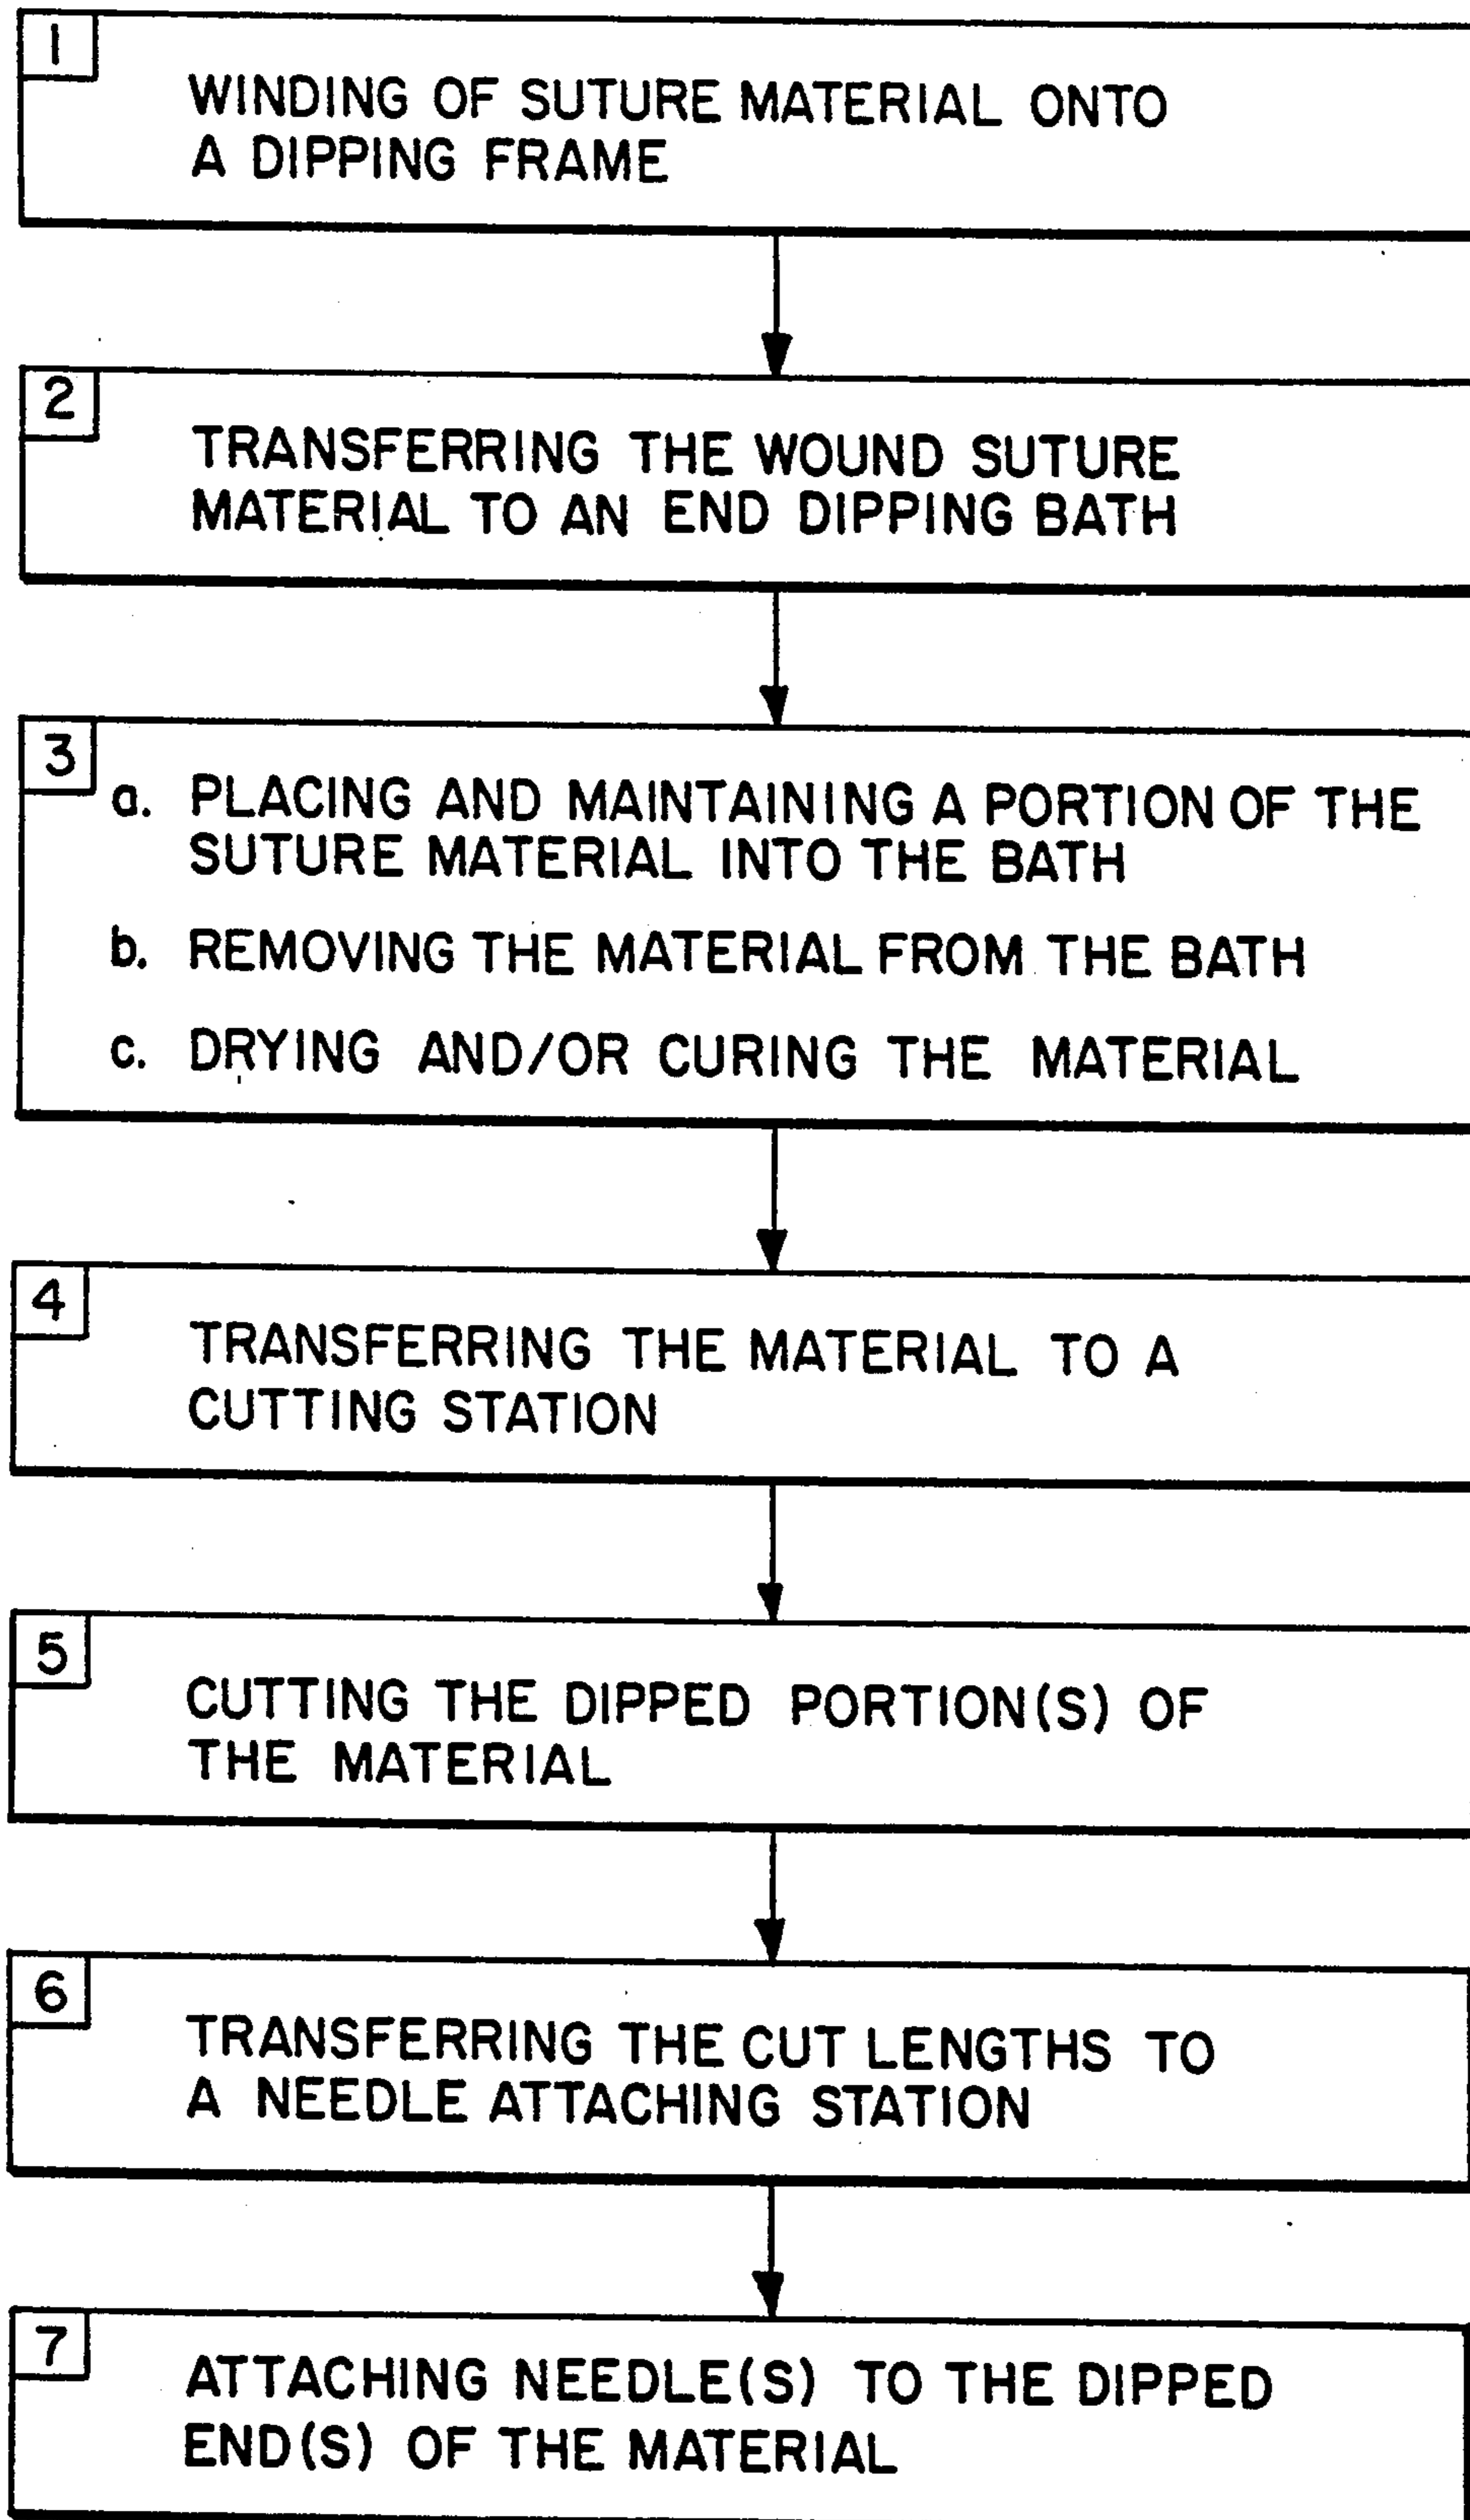 1
WINDING OF SUTURE MATERIAL ONTO
A DIPPING FRAME
2
TRANSFERRING THE WOUND SUTURE
MATERIAL TO AN END DIPPING BATH
3
a. PLACING AND MAINTAINING A PORTION OF THE
SUTURE MATERIAL INTO THE BATH
b. REMOVING THE MATERIAL FROM THE BATH
c. DRYING AND/OR CURING THE MATERIAL
4
TRANSFERRING THE MATERIAL TO A
CUTTING STATION
5
CUTTING THE DIPPED PORTION(S) OF
THE MATERIAL
6
TRANSFERRING THE CUT LENGTHS TO
A NEEDLE ATTACHING STATION
7
ATTACHING NEEDLE(S) TO THE DIPPED
END(S) OF THE MATERIAL